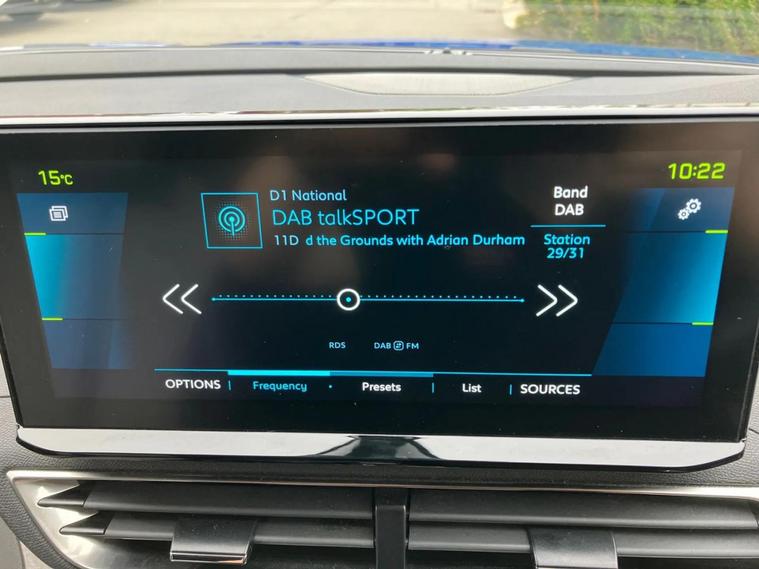 15°C
10:22
D1 National
DAB talkSPORT
11D d the Grounds with Adrian Durham
Band
DAB
Station
29/31
RDS
DAB FM
OPTIONS | Frequency • Presets | List | SOURCES